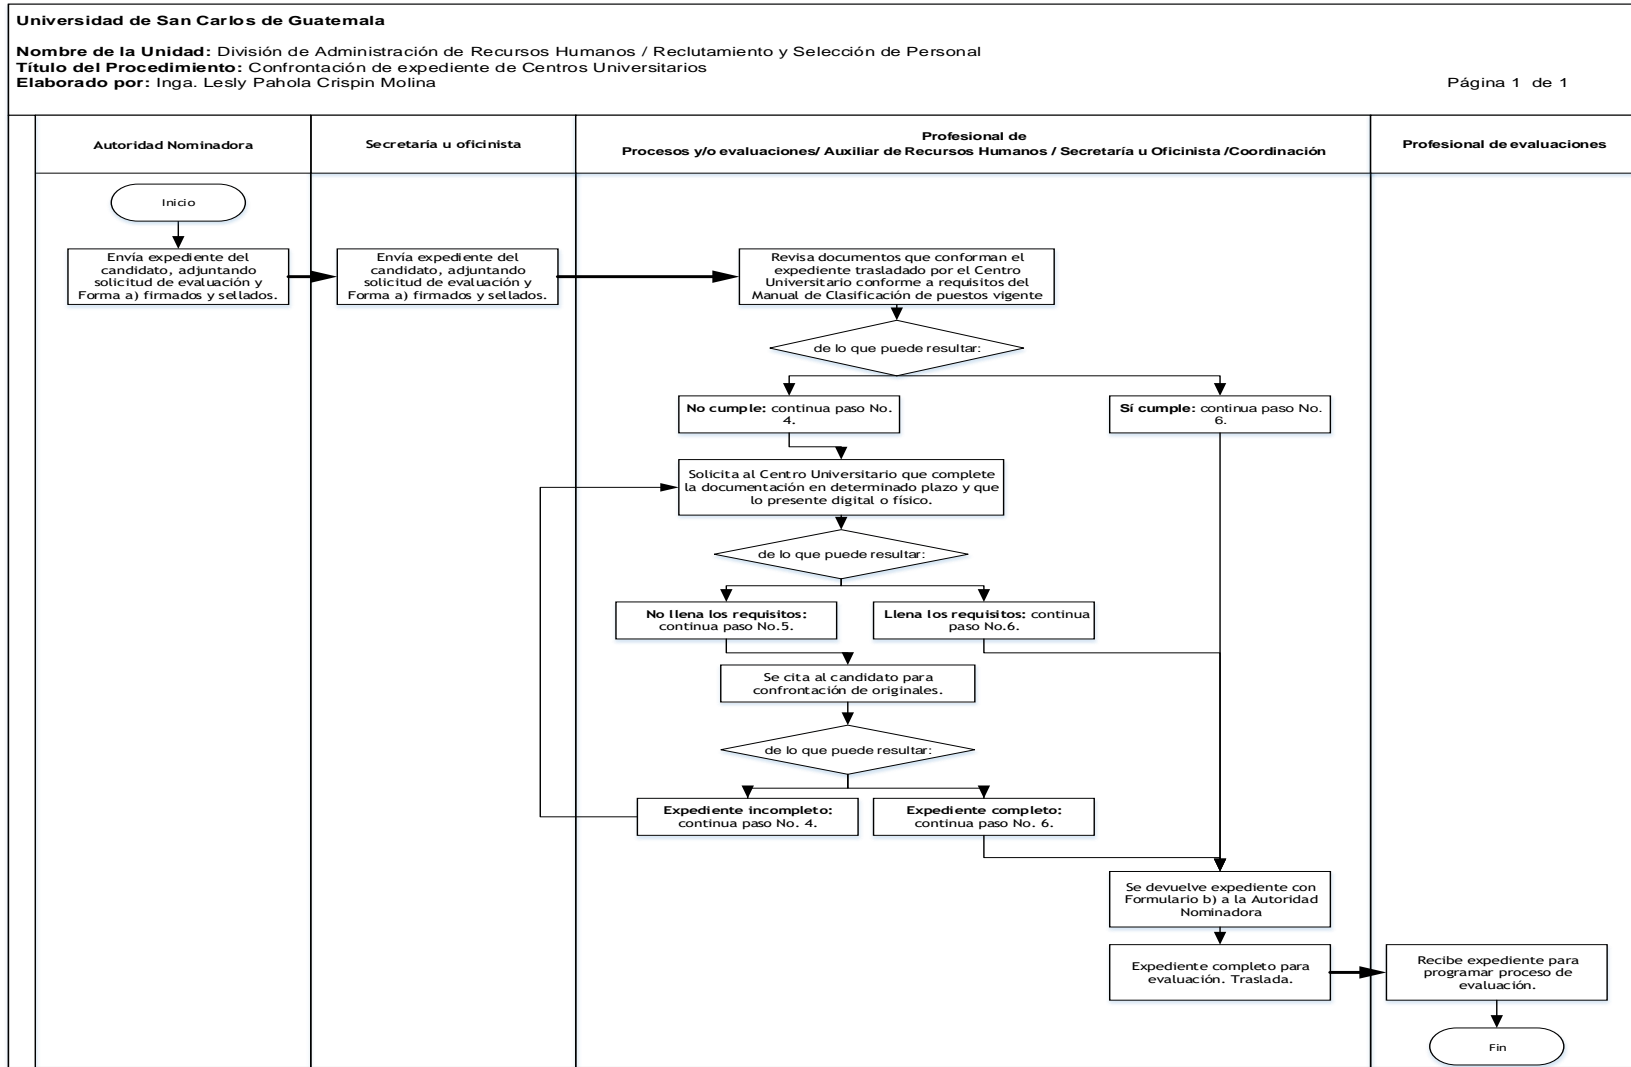 Universidad de San Carlos de Guatemala
Nombre de la Unidad: División de Administración de Recursos Humanos / Reclutamiento y Selección de Personal
Título del Procedimiento: Confrontación de expediente de Centros Universitarios
Elaborado por: Inga. Lesly Pahola Crispin Molina
Página 1 de 1
Autoridad Nominadora
Secretaría u oficinista
Profesional de
Procesos y/o evaluaciones/ Auxiliar de Recursos Humanos / Secretaría u Oficinista /Coordinación
Profesional de evaluaciones
Inicio
Envía expediente del
candidato, adjuntando
solicitud de evaluación y
Forma a) firmados y sellados.
Envía expediente del
candidato, adjuntando
solicitud de evaluación y
Forma a) firmados y sellados.
Revisa documentos que conforman el
expediente trasladado por el Centro
Universitario conforme a requisitos del
Manual de Clasificación de puestos vigente
de lo que puede resultar:
No cumple: continua paso No.
4.
Sí cumple: continua paso No.
6.
Solicita al Centro Universitario que complete
la documentación en determinado plazo y que
lo presente digital o físico.
de lo que puede resultar:
No llena los requisitos:
continua paso No.5.
Llena los requisitos: continua
paso No.6.
Se cita al candidato para
confrontación de originales.
de lo que puede resultar:
Expediente incompleto:
continua paso No. 4.
Expediente completo:
continua paso No. 6.
Se devuelve expediente con
Formulario b) a la Autoridad
Nominadora
Expediente completo para
evaluación. Traslada.
Recibe expediente para
programar proceso de
evaluación.
Fin